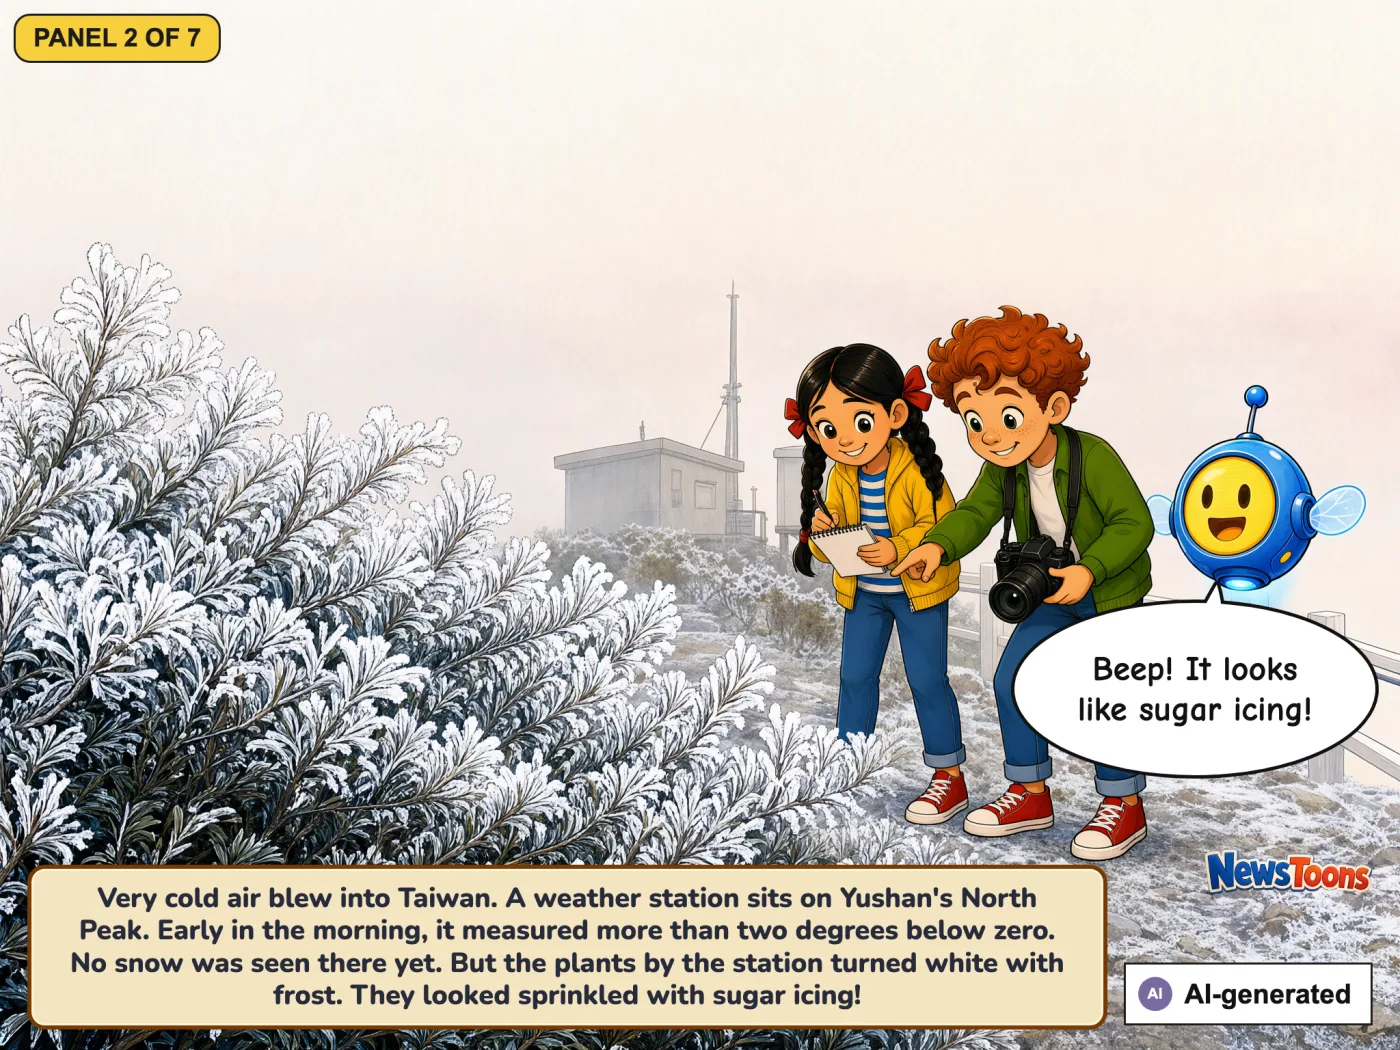 PANEL 2 OF 7
Beep! It looks
like sugar icing!
NewsToons
Very cold air blew into Taiwan. A weather station sits on Yushan's North
Peak. Early in the morning, it measured more than two degrees below zero.
No snow was seen there yet. But the plants by the station turned white with
frost. They looked sprinkled with sugar icing!
AI AI-generated